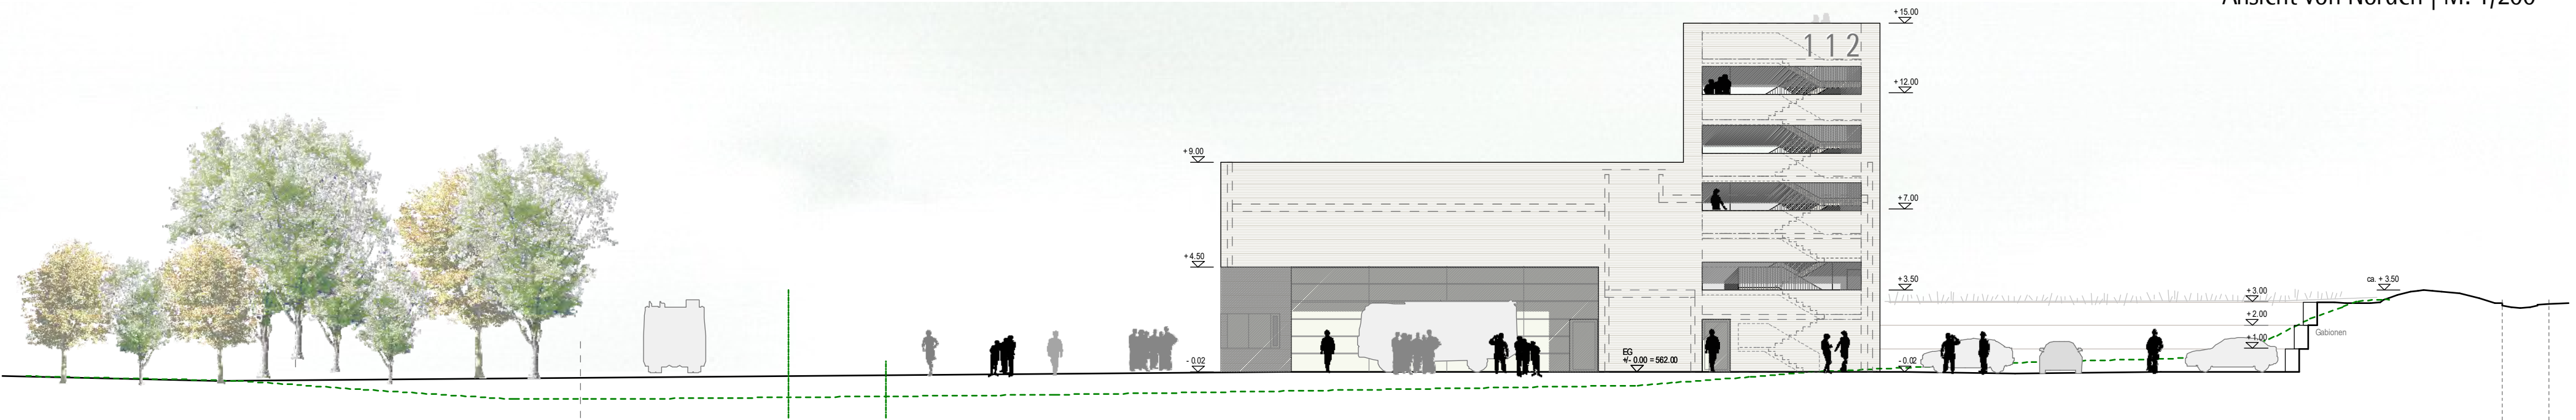 Ansicht von Norden | M. 1/200
+ 15.00
112
+ 12.00
+ 9.00
+ 7.00
+ 4.50
+ 3.50
ca. + 3.50
+ 3.00
+ 2.00
Gabionen
+ 1.00
- 0.02
EG
+/- 0.00 = 562.00
- 0.02